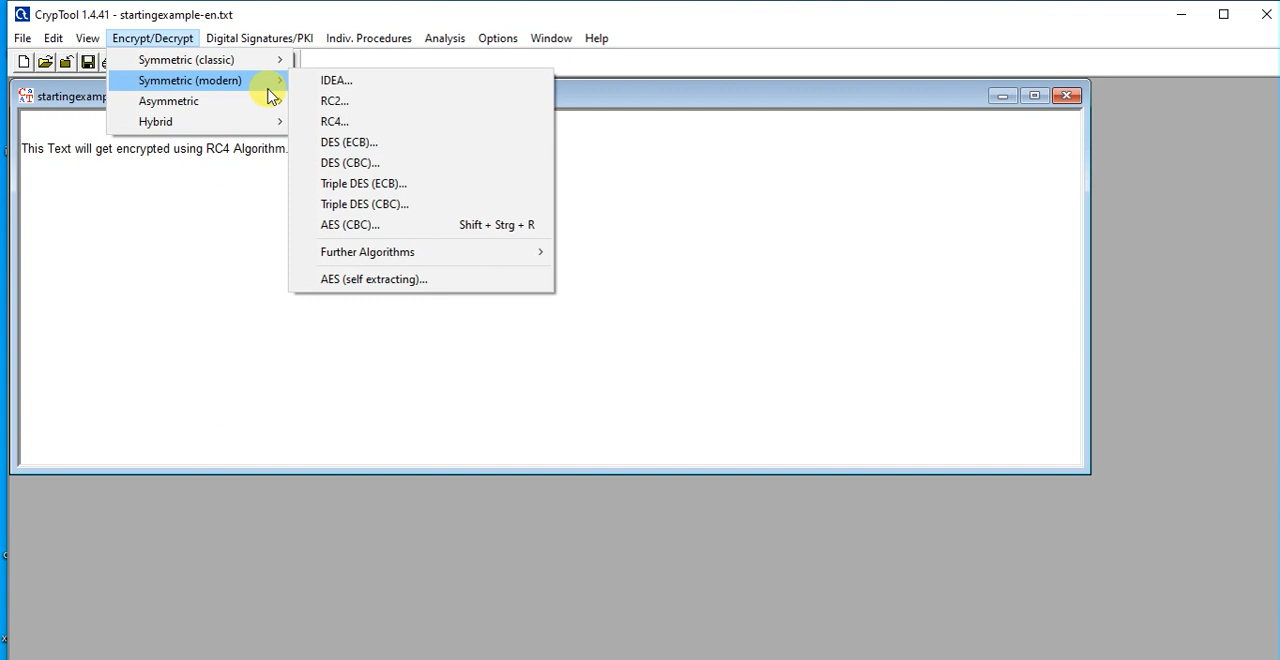 CrypTool 1.4.41 - startingexample-en.txt
File Edit View Encrypt/Decrypt Digital Signatures/PKI Indiv. Procedures Analysis Options Window Help
Symmetric (classic)
Symmetric (modern)
Asymmetric
Hybrid
IDEA...
RC2...
RC4...
DES (ECB)...
DES (CBC)...
Triple DES (ECB)...
Triple DES (CBC)...
AES (CBC)... Shift + Strg + R
Further Algorithms
AES (self extracting)...
This Text will get encrypted using RC4 Algorithm.